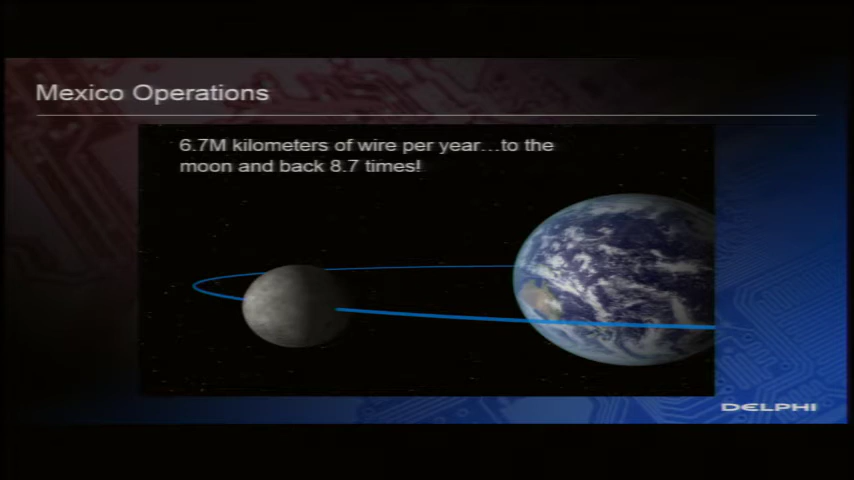 Mexico Operations
6.7M kilometers of wire per year...to the
moon and back 8.7 times!
DELPHI